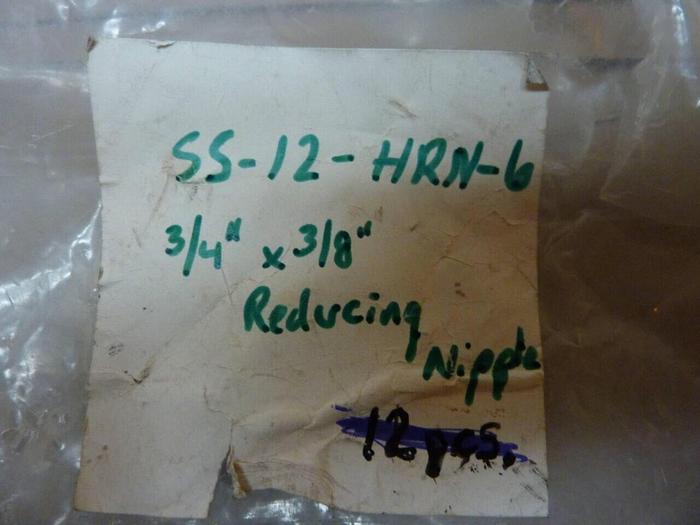 SS-12-HRN-6
3/4" x 3/8"
Reducing
Nipple
12 pcs.